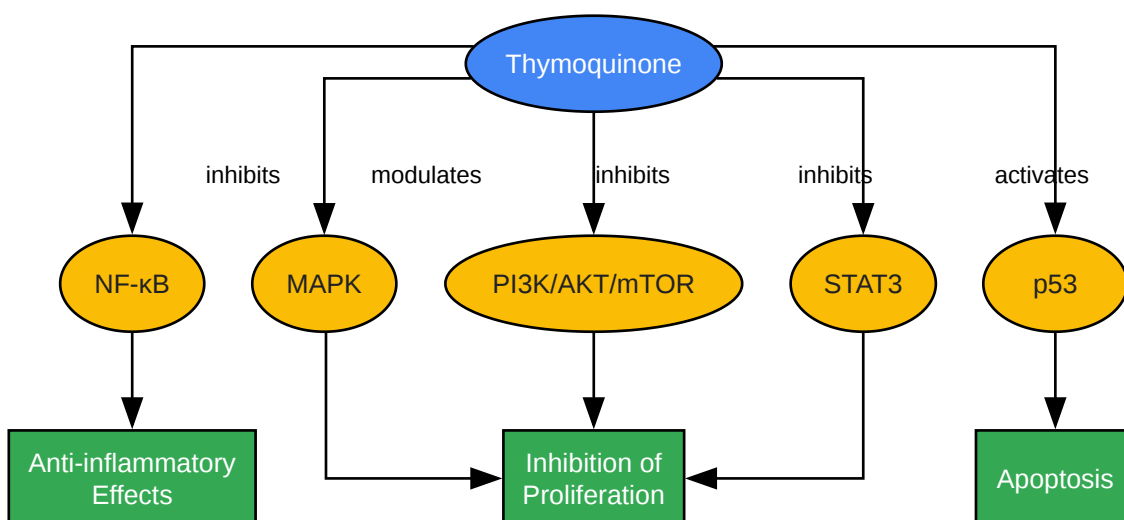 Thymoquinone
inhibits
modulates
inhibits
inhibits
activates
NF-κB
MAPK
PI3K/AKT/mTOR
STAT3
p53
Anti-inflammatory
Effects
Inhibition of
Proliferation
Apoptosis